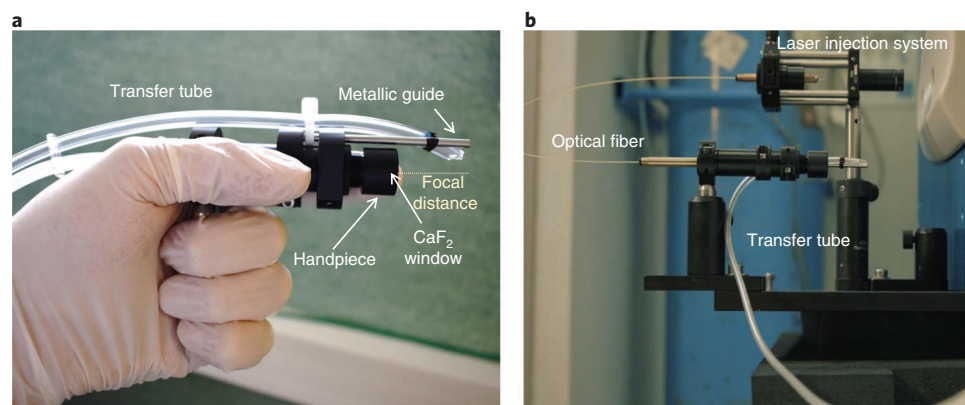 a
Transfer tube
Metallic guide
Focal
distance
CaF₂
window
Handpiece
b
Laser injection system
Optical fiber
Transfer tube